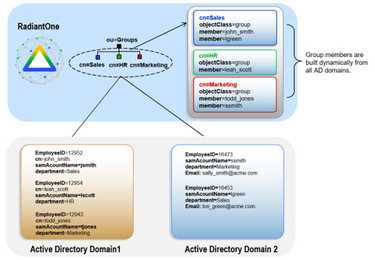 RadiantOne
ou=Groups
cn=Sales
cn=HR
cn=Marketing
cn=Sales
objectClass=group
member=john_smith
member=lgreen
cn=HR
objectClass=group
member=leah_scott
cn=Marketing
objectClass=group
member=todd_jones
member=ssmith
Group members are
built dynamically from
all AD domains.
EmployeeID=12952
cn=john_smith
samAcountName=jsmith
department=Sales
EmployeeID=12954
cn=leah_scott
samAcountName=lscott
department=HR
EmployeeID=12943
cn=todd_jones
samAcountName=tjones
department=Marketing
Active Directory Domain1
EmployeeID=16473
samAccountName=ssmith
department=Marketing
Email: sally_smith@acme.com
EmployeeID=16453
samAccountName=lgreen
department=Sales
Email: lori_green@acme.com
Active Directory Domain 2